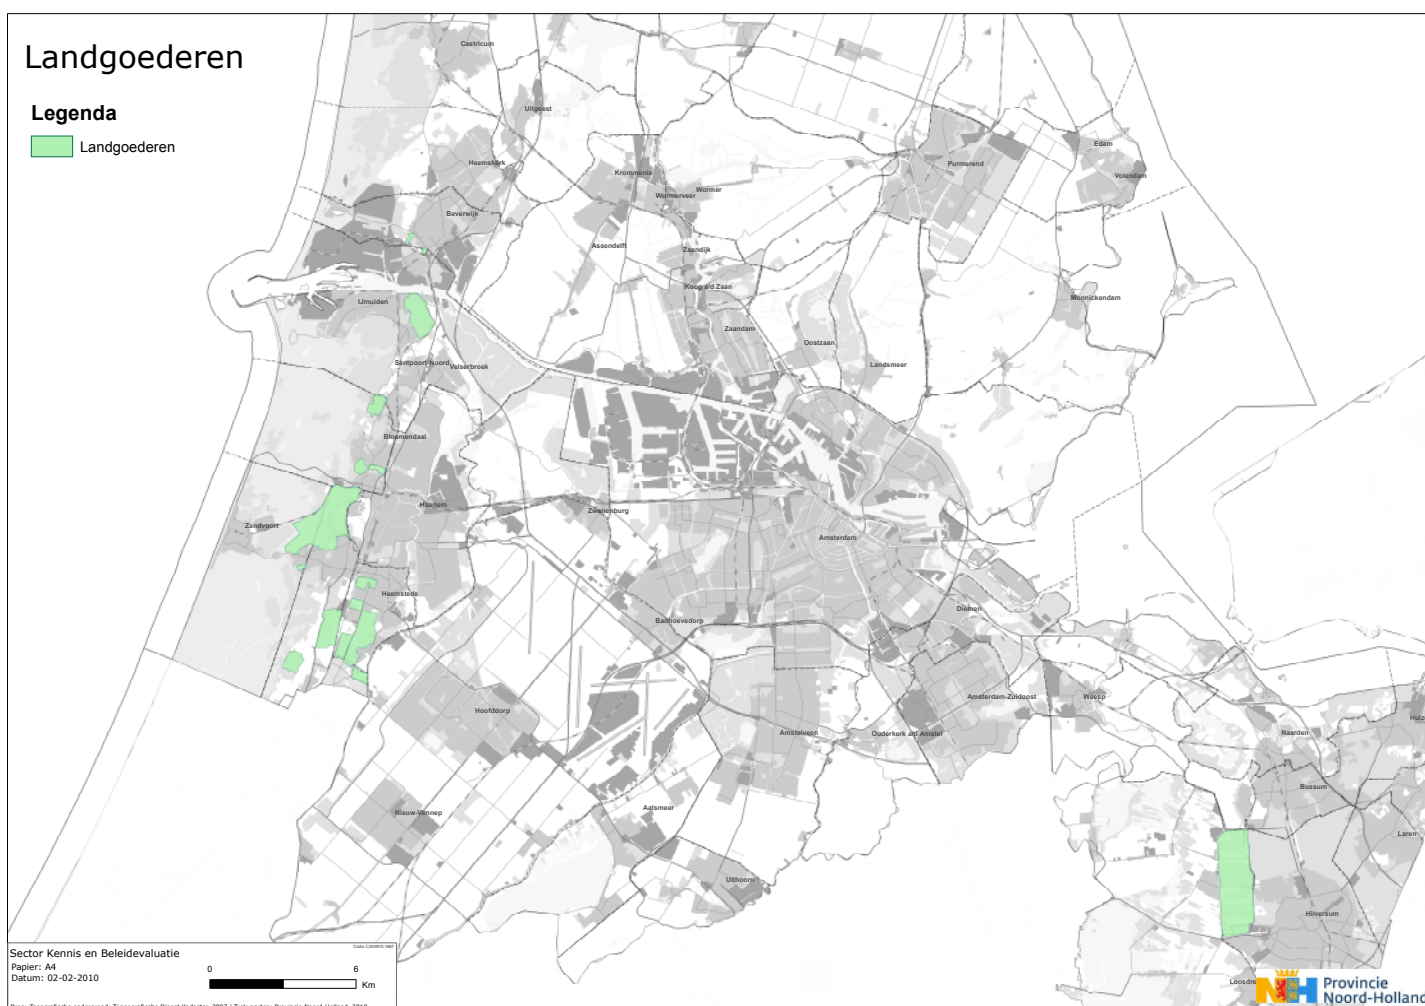 Landgoederen
Legenda
Landgoederen
Castricum
Uitgeest
Heemskerk
Beverwijk
Krommenie
Wormerveer
Wormer
Assendelft
Zaandijk
Koog a/d Zaan
Zaandam
Oostzaan
Landsmeer
Purmerend
Edam
Volendam
Monnickendam
IJmuiden
Santpoort-Noord
Velserbroek
Bloemendaal
Haarlem
Zandvoort
Zwanenburg
Amsterdam
Heemstede
Badhoevedorp
Diemen
Hoofddorp
Amstelveen
Ouderkerk a/d Amstel
Amsterdam-Zuidoost
Weesp
Naarden
Bussum
Laren
Nieuw-Vennep
Aalsmeer
Uithoorn
Hilversum
Sector Kennis en Beleidevaluatie
Papier: A4
Datum: 02-02-2010
0 6
Km
NH
Provincie
Noord-Holland